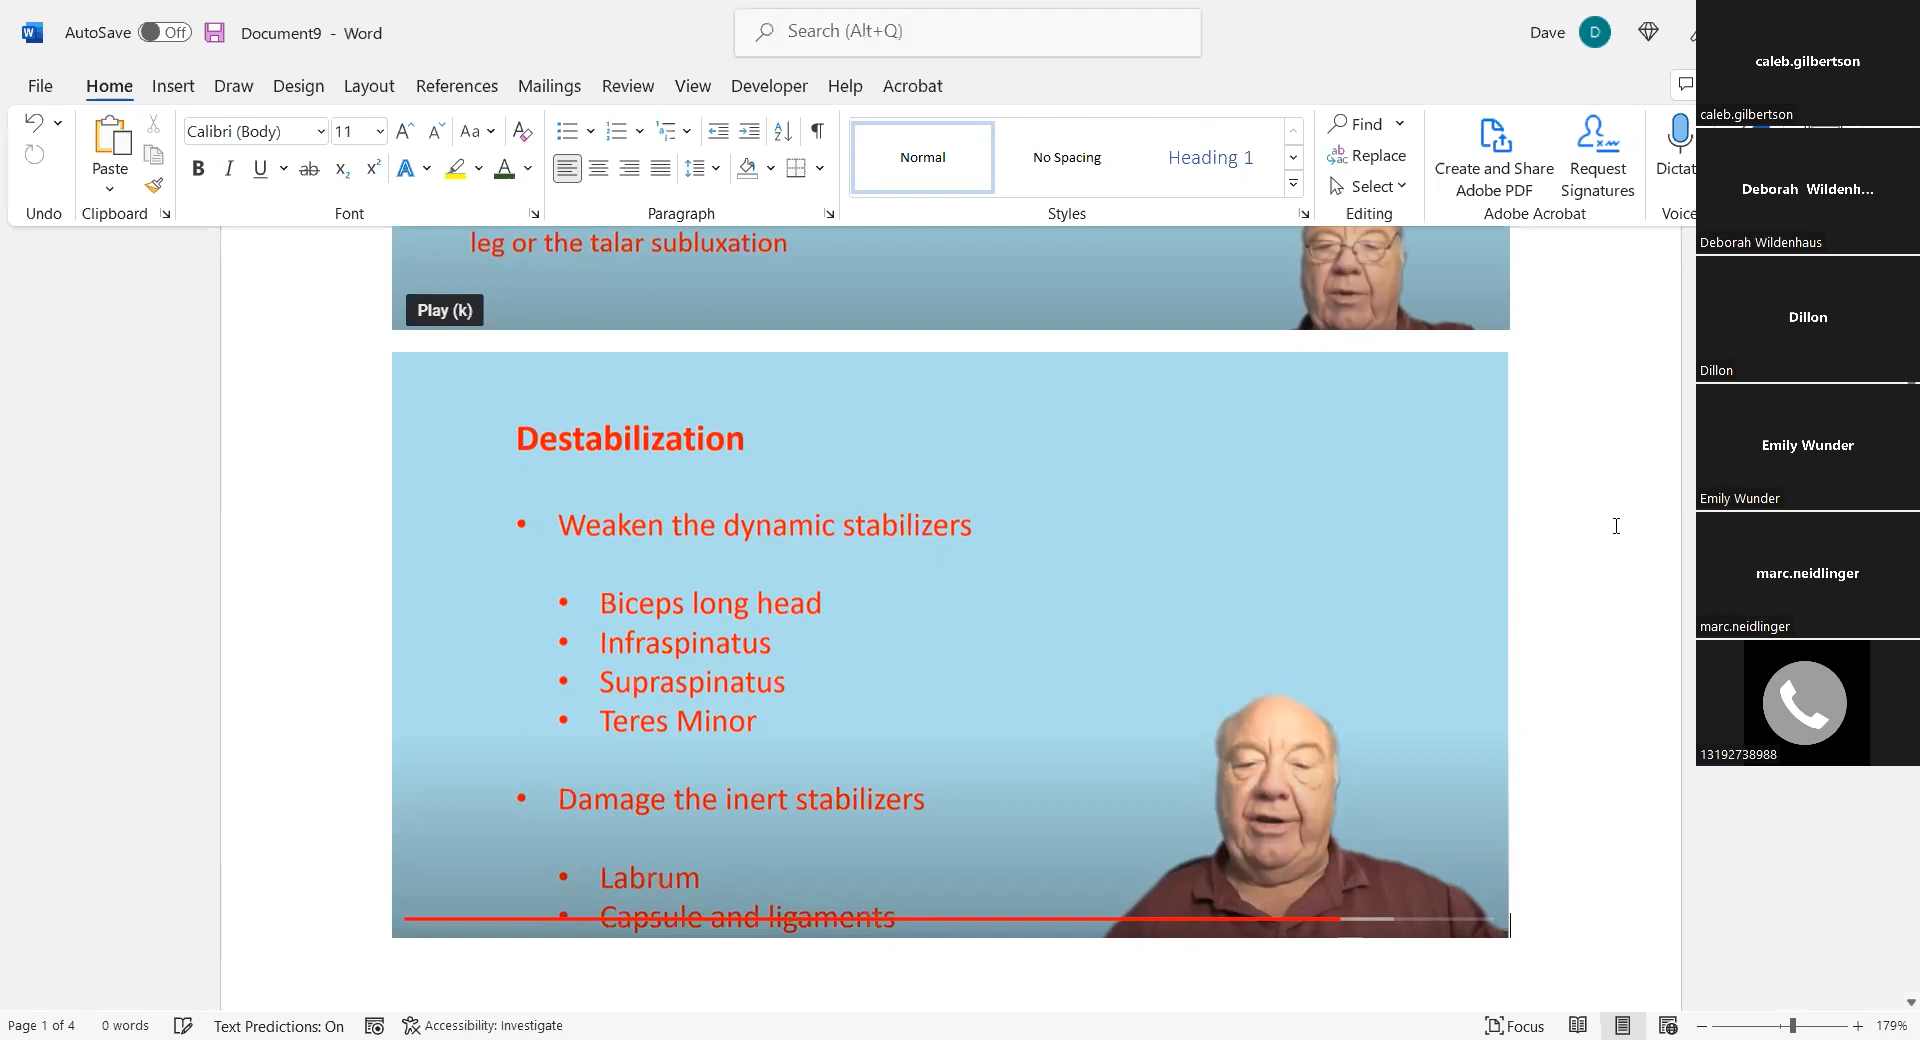 AutoSave Off Document9 - Word Search (Alt+Q) Dave D
File Home Insert Draw Design Layout References Mailings Review View Developer Help Acrobat
Calibri (Body) 11 Aa
Paste
Undo Clipboard Font Paragraph
Normal No Spacing Heading 1
Styles
Find
Replace
Select
Editing
Create and Share
Adobe PDF
Request
Signatures
Adobe Acrobat
Dictat
Voice
leg or the talar subluxation
Play (k)
Destabilization
• Weaken the dynamic stabilizers
• Biceps long head
• Infraspinatus
• Supraspinatus
• Teres Minor
• Damage the inert stabilizers
• Labrum
• Capsule and ligaments
caleb.gilbertson
caleb.gilbertson
Deborah Wildenh...
Deborah Wildenhaus
Dillon
Dillon
Emily Wunder
Emily Wunder
marc.neidlinger
marc.neidlinger
13192738988
Page 1 of 4 0 words Text Predictions: On Accessibility: Investigate Focus 179%